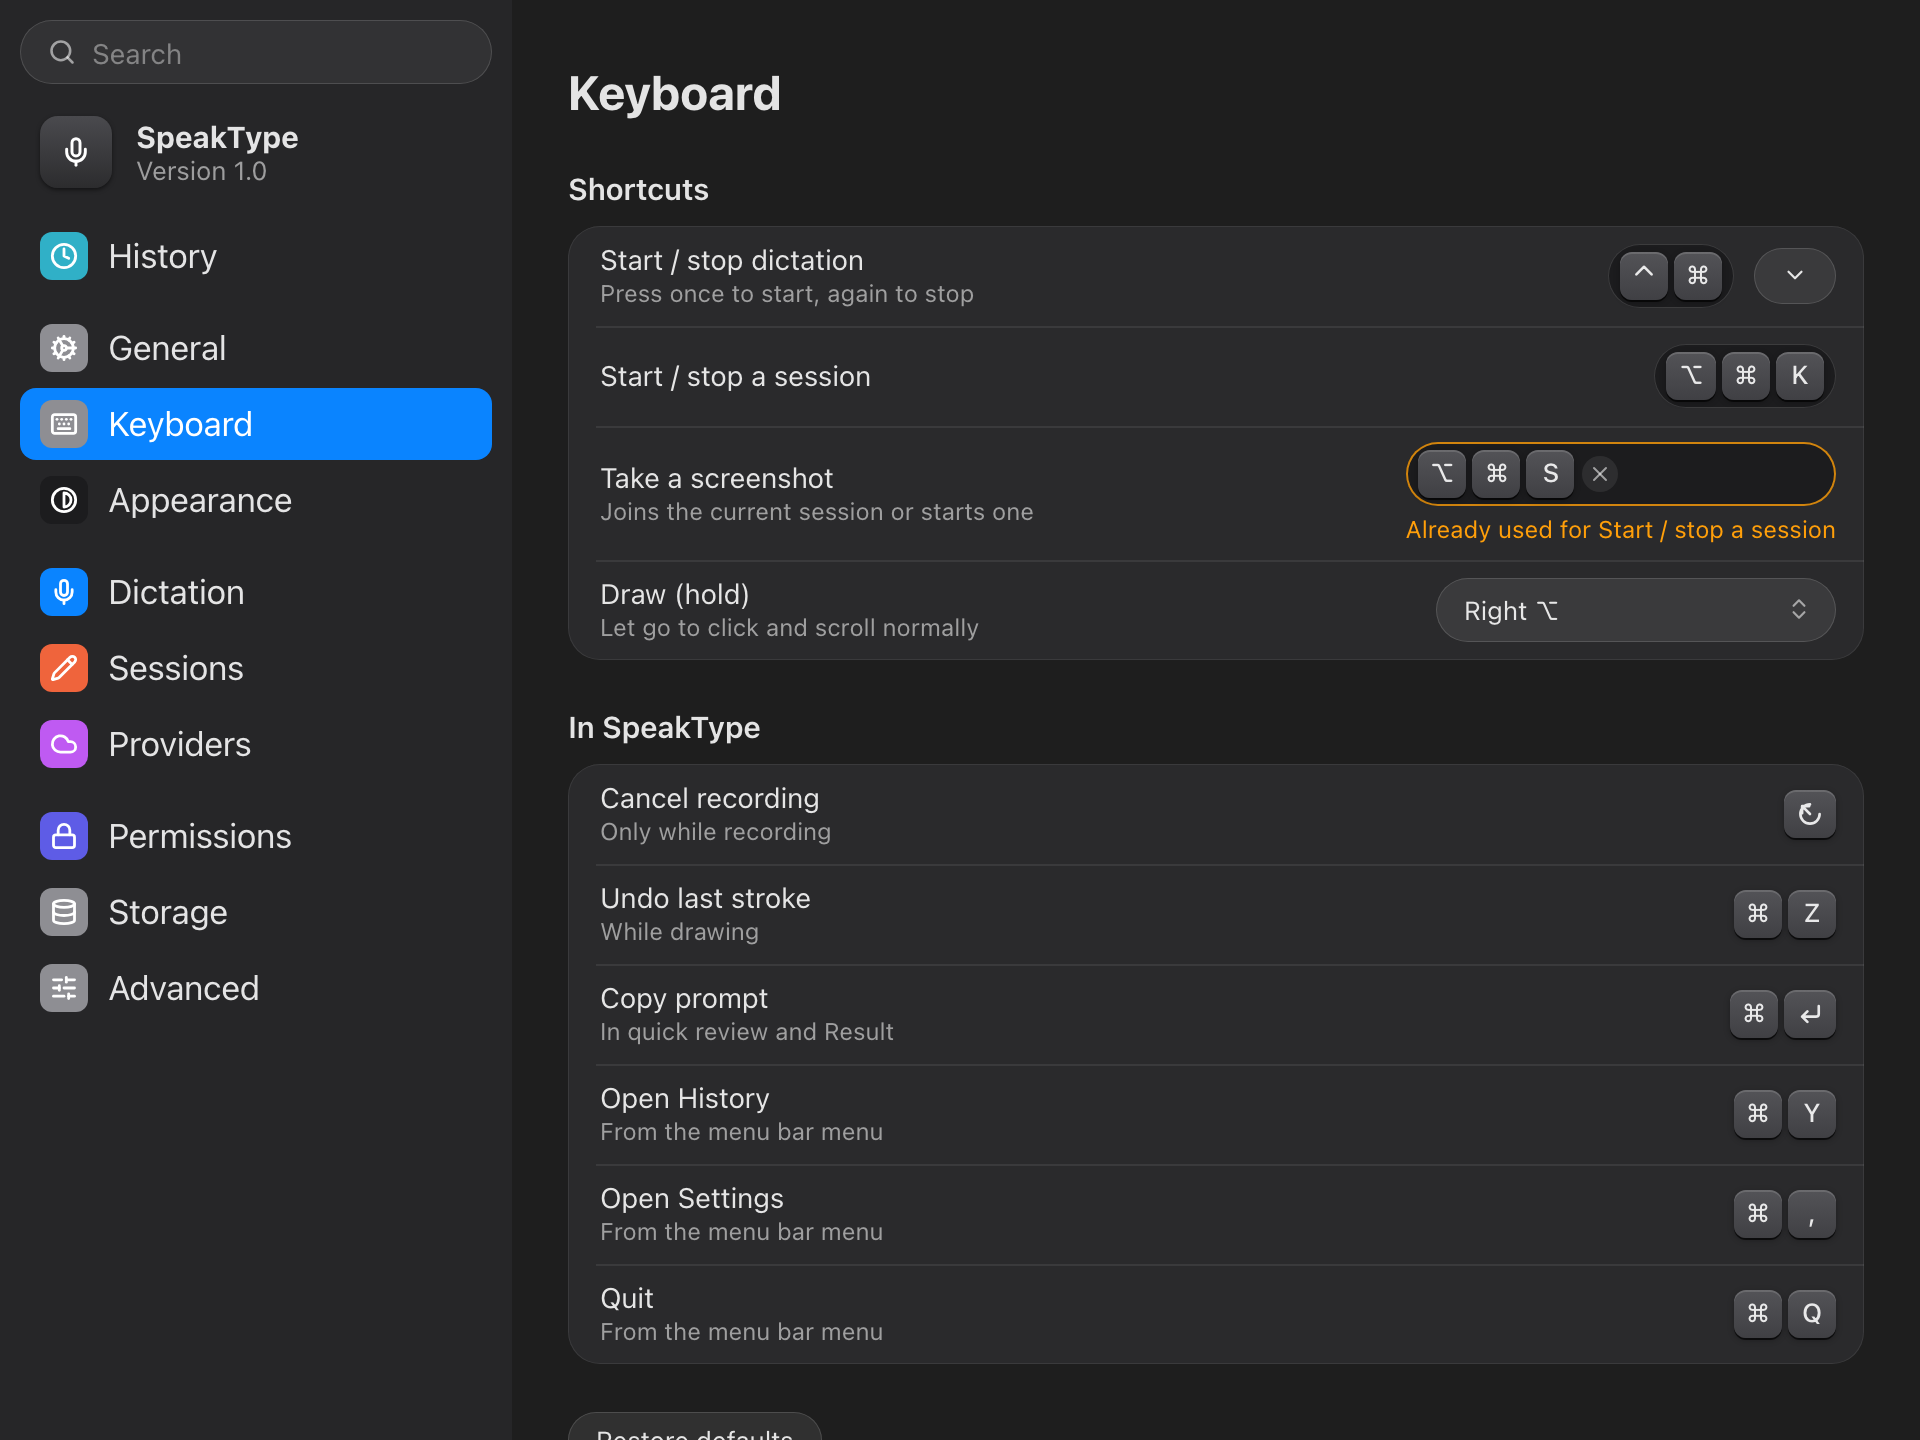 Search
SpeakType
Version 1.0
History
General
Keyboard
Appearance
Dictation
Sessions
Providers
Permissions
Storage
Advanced
Keyboard
Shortcuts
Start / stop dictation
Press once to start, again to stop
⌃ ⌘
Start / stop a session
⌥ ⌘ K
Take a screenshot
Joins the current session or starts one
⌥ ⌘ S
Already used for Start / stop a session
Draw (hold)
Let go to click and scroll normally
Right ⌥
In SpeakType
Cancel recording
Only while recording
Undo last stroke
While drawing
⌘ Z
Copy prompt
In quick review and Result
⌘ ↵
Open History
From the menu bar menu
⌘ Y
Open Settings
From the menu bar menu
⌘ ,
Quit
From the menu bar menu
⌘ Q
Restore defaults